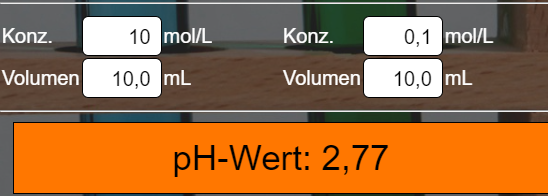 Konz. 10 mol/L Konz. 0,1 mol/L
Volumen 10,0 mL Volumen 10,0 mL
pH-Wert: 2,77